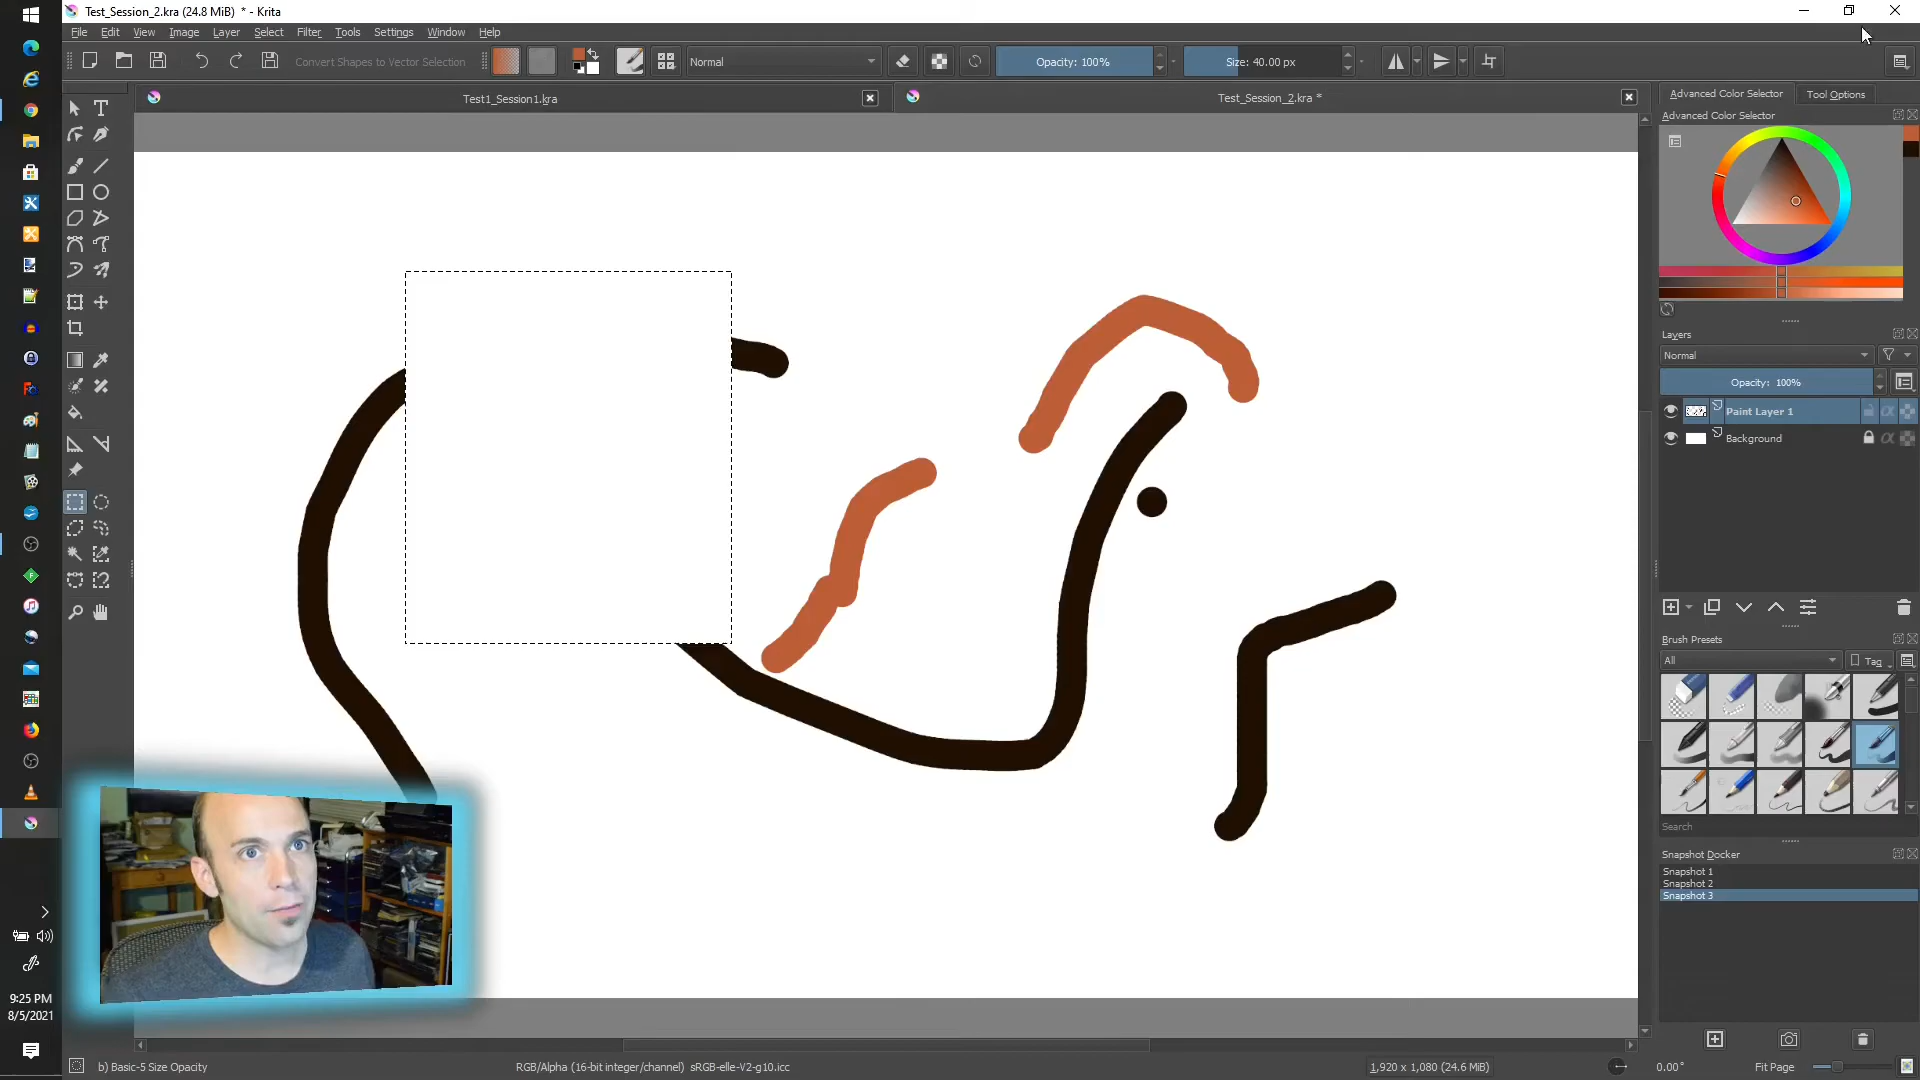 Test_Session_2.kra (24.8 MiB) * - Krita
File Edit View Image Layer Select Filter Tools Settings Window Help
Convert Shapes to Vector Selection
Normal
Opacity: 100%
Size: 40.00 px
Test1_Session1.kra
Test_Session_2.kra *
Advanced Color Selector
Tool Options
Advanced Color Selector
Layers
Normal
Opacity: 100%
Paint Layer 1
Background
Brush Presets
All
Tag
Search
Snapshot Docker
Snapshot 1
Snapshot 2
Snapshot 3
9:25 PM
8/5/2021
b) Basic-5 Size Opacity
RGB/Alpha (16-bit integer/channel) sRGB-elle-V2-g10.icc
1,920 x 1,080 (24.6 MiB)
0.00°
Fit Page